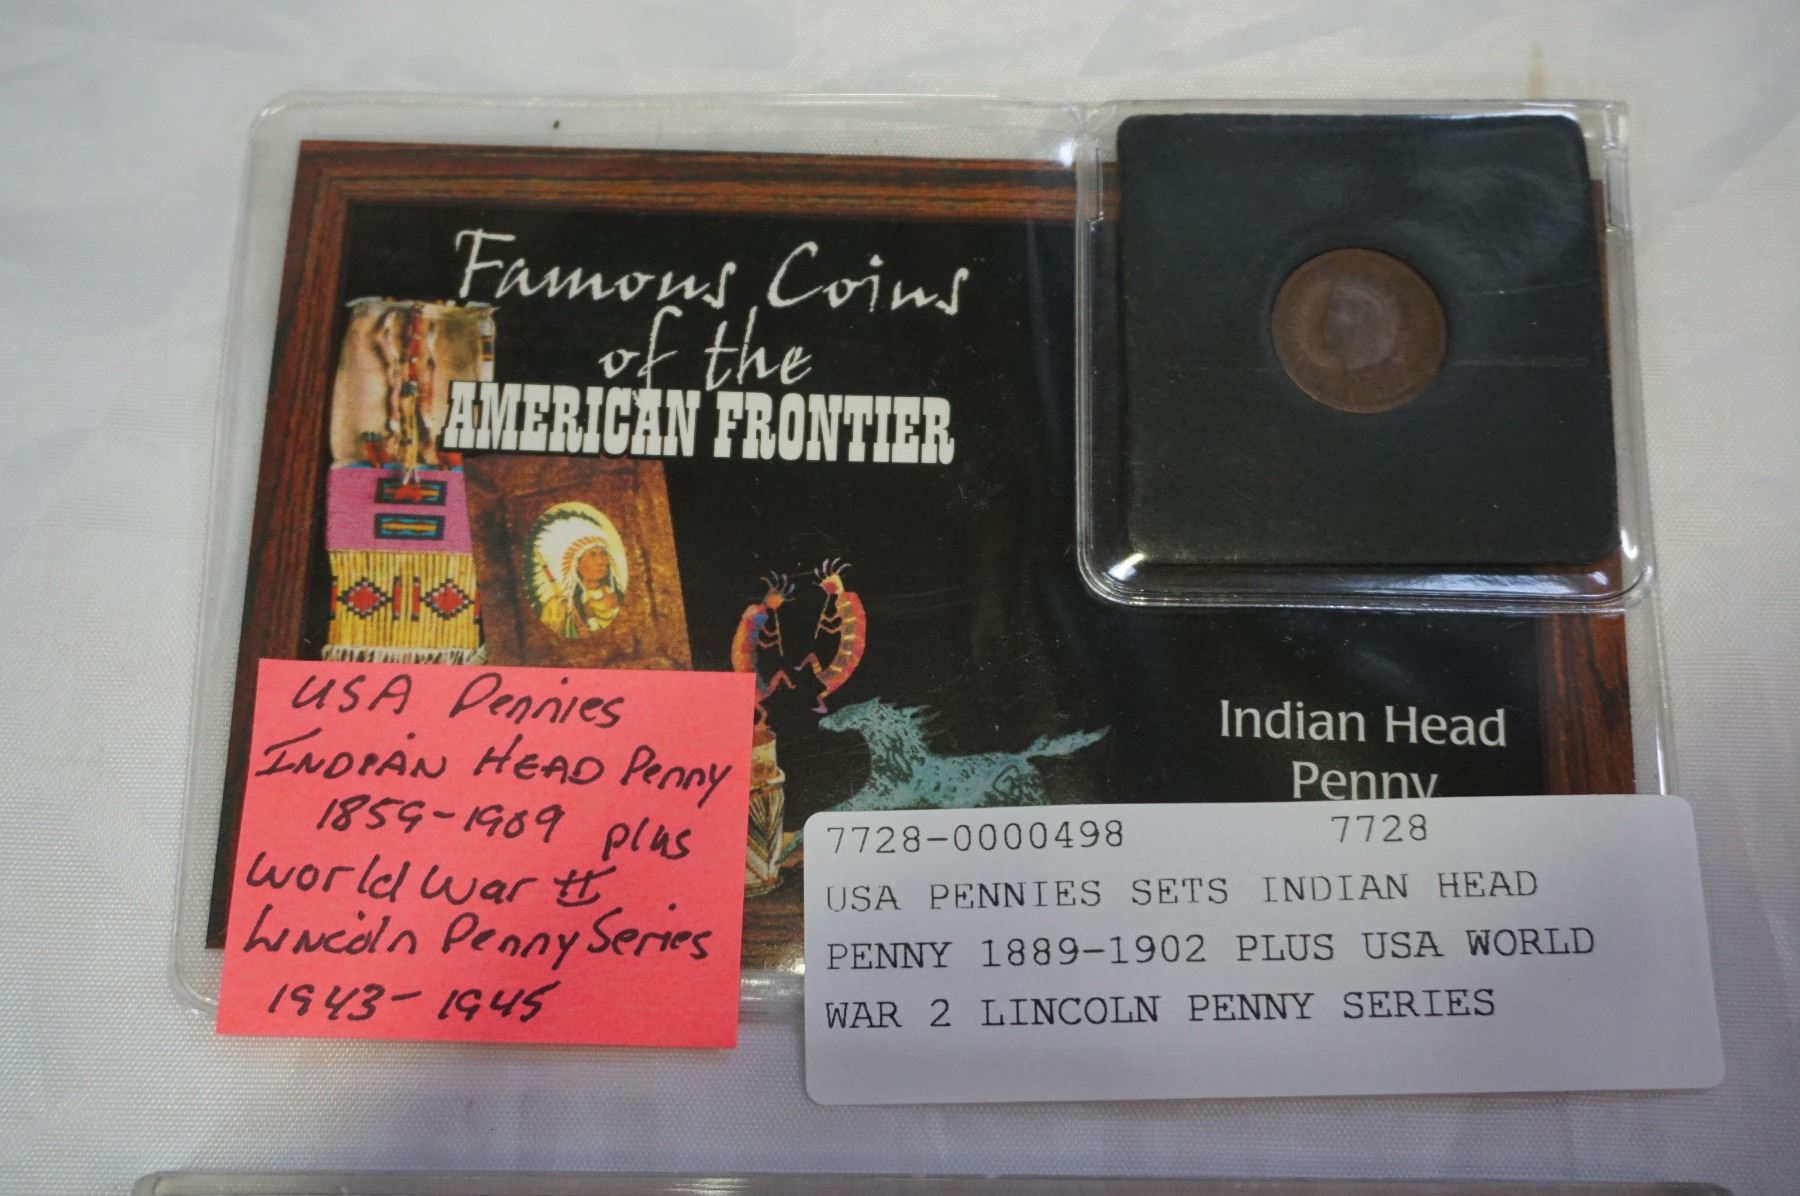 Famous Coins
of the
AMERICAN FRONTIER
Indian Head
Penny
USA Pennies
INDIAN HEAD Penny
1859-1909 plus
World War II
Lincoln Penny Series
1943-1945
7728-0000498 7728
USA PENNIES SETS INDIAN HEAD
PENNY 1889-1902 PLUS USA WORLD
WAR 2 LINCOLN PENNY SERIES